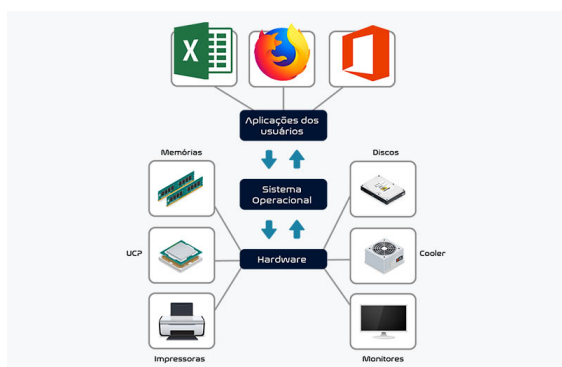 X
Aplicações dos
usuários
Memórias
Discos
Sistema
Operacional
UCP
Hardware
Cooler
Impressoras
Monitores